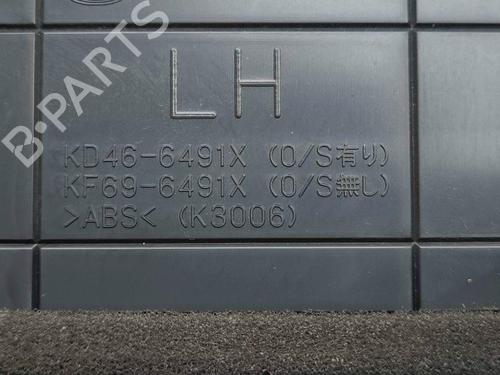 B-PARTS
LH
KD46-6491X (O/S有り)
KF69-6491X (O/S無し)
>ABS< (K3006)